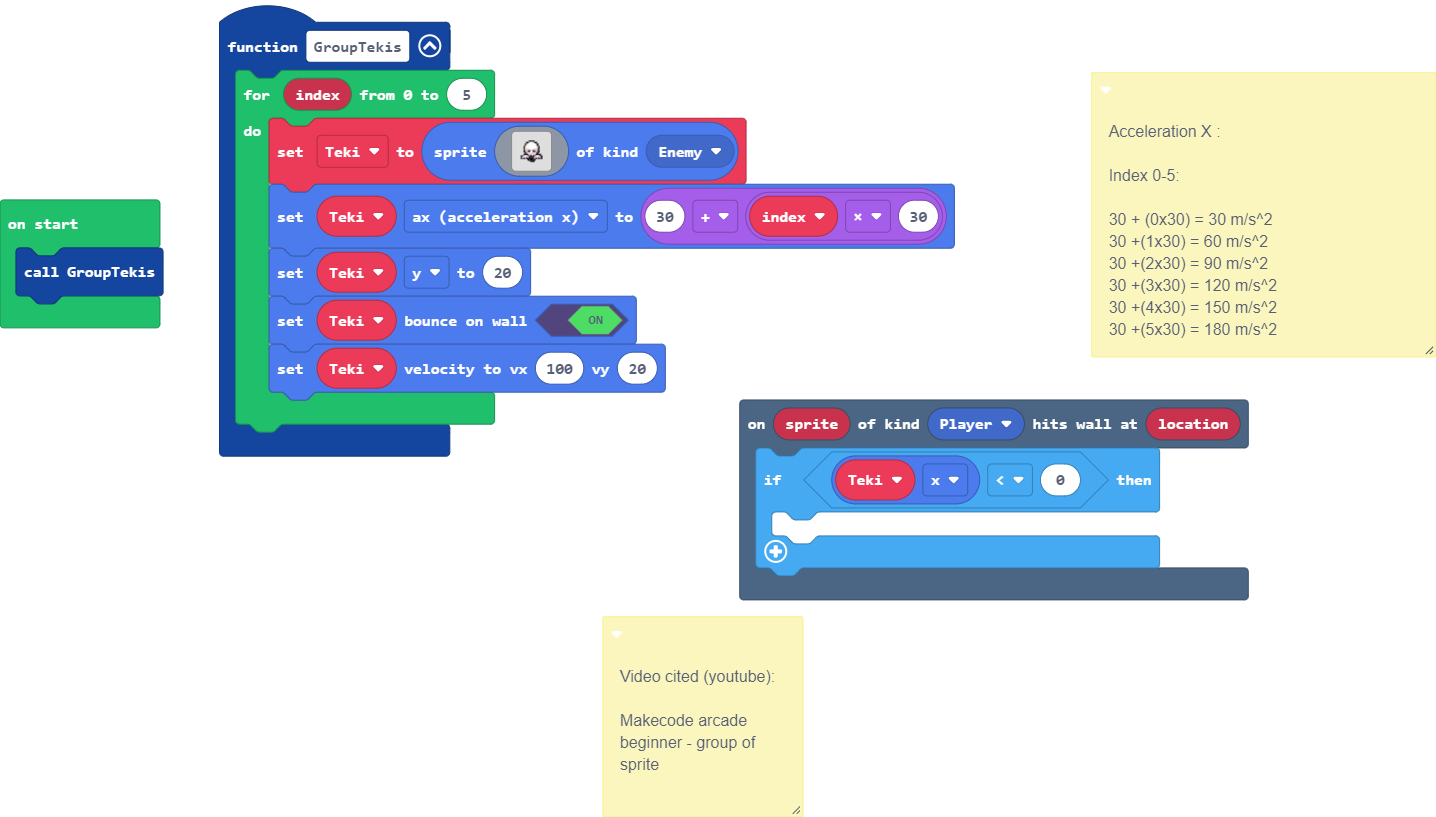 function GroupTekis
for index from 0 to 5
do
set Teki to sprite of kind Enemy
set Teki ax (acceleration x) to 30 + index × 30
set Teki y to 20
set Teki bounce on wall ON
set Teki velocity to vx 100 vy 20
on start
call GroupTekis
Acceleration X :
Index 0-5:
30 + (0x30) = 30 m/s^2
30 +(1x30) = 60 m/s^2
30 +(2x30) = 90 m/s^2
30 +(3x30) = 120 m/s^2
30 +(4x30) = 150 m/s^2
30 +(5x30) = 180 m/s^2
on sprite of kind Player hits wall at location
if Teki x < 0 then
Video cited (youtube):
Makecode arcade
beginner - group of
sprite